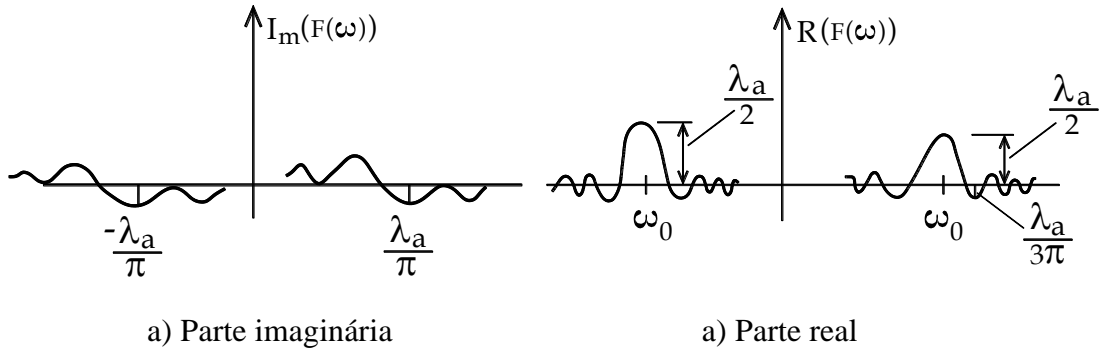 Im(F(ω))
-λa/π
λa/π
a) Parte imaginária
R(F(ω))
λa/2
λa/2
ω0
ω0
λa/3π
a) Parte real